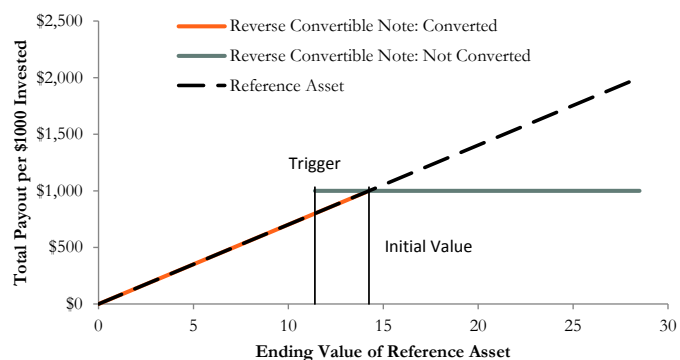 $2,500
Reverse Convertible Note: Converted
Reverse Convertible Note: Not Converted
$2,000
Reference Asset
$1,500
Trigger
$1,000
Initial Value
$500
$0
Total Payout per $1000 Invested
0 5 10 15 20 25 30
Ending Value of Reference Asset